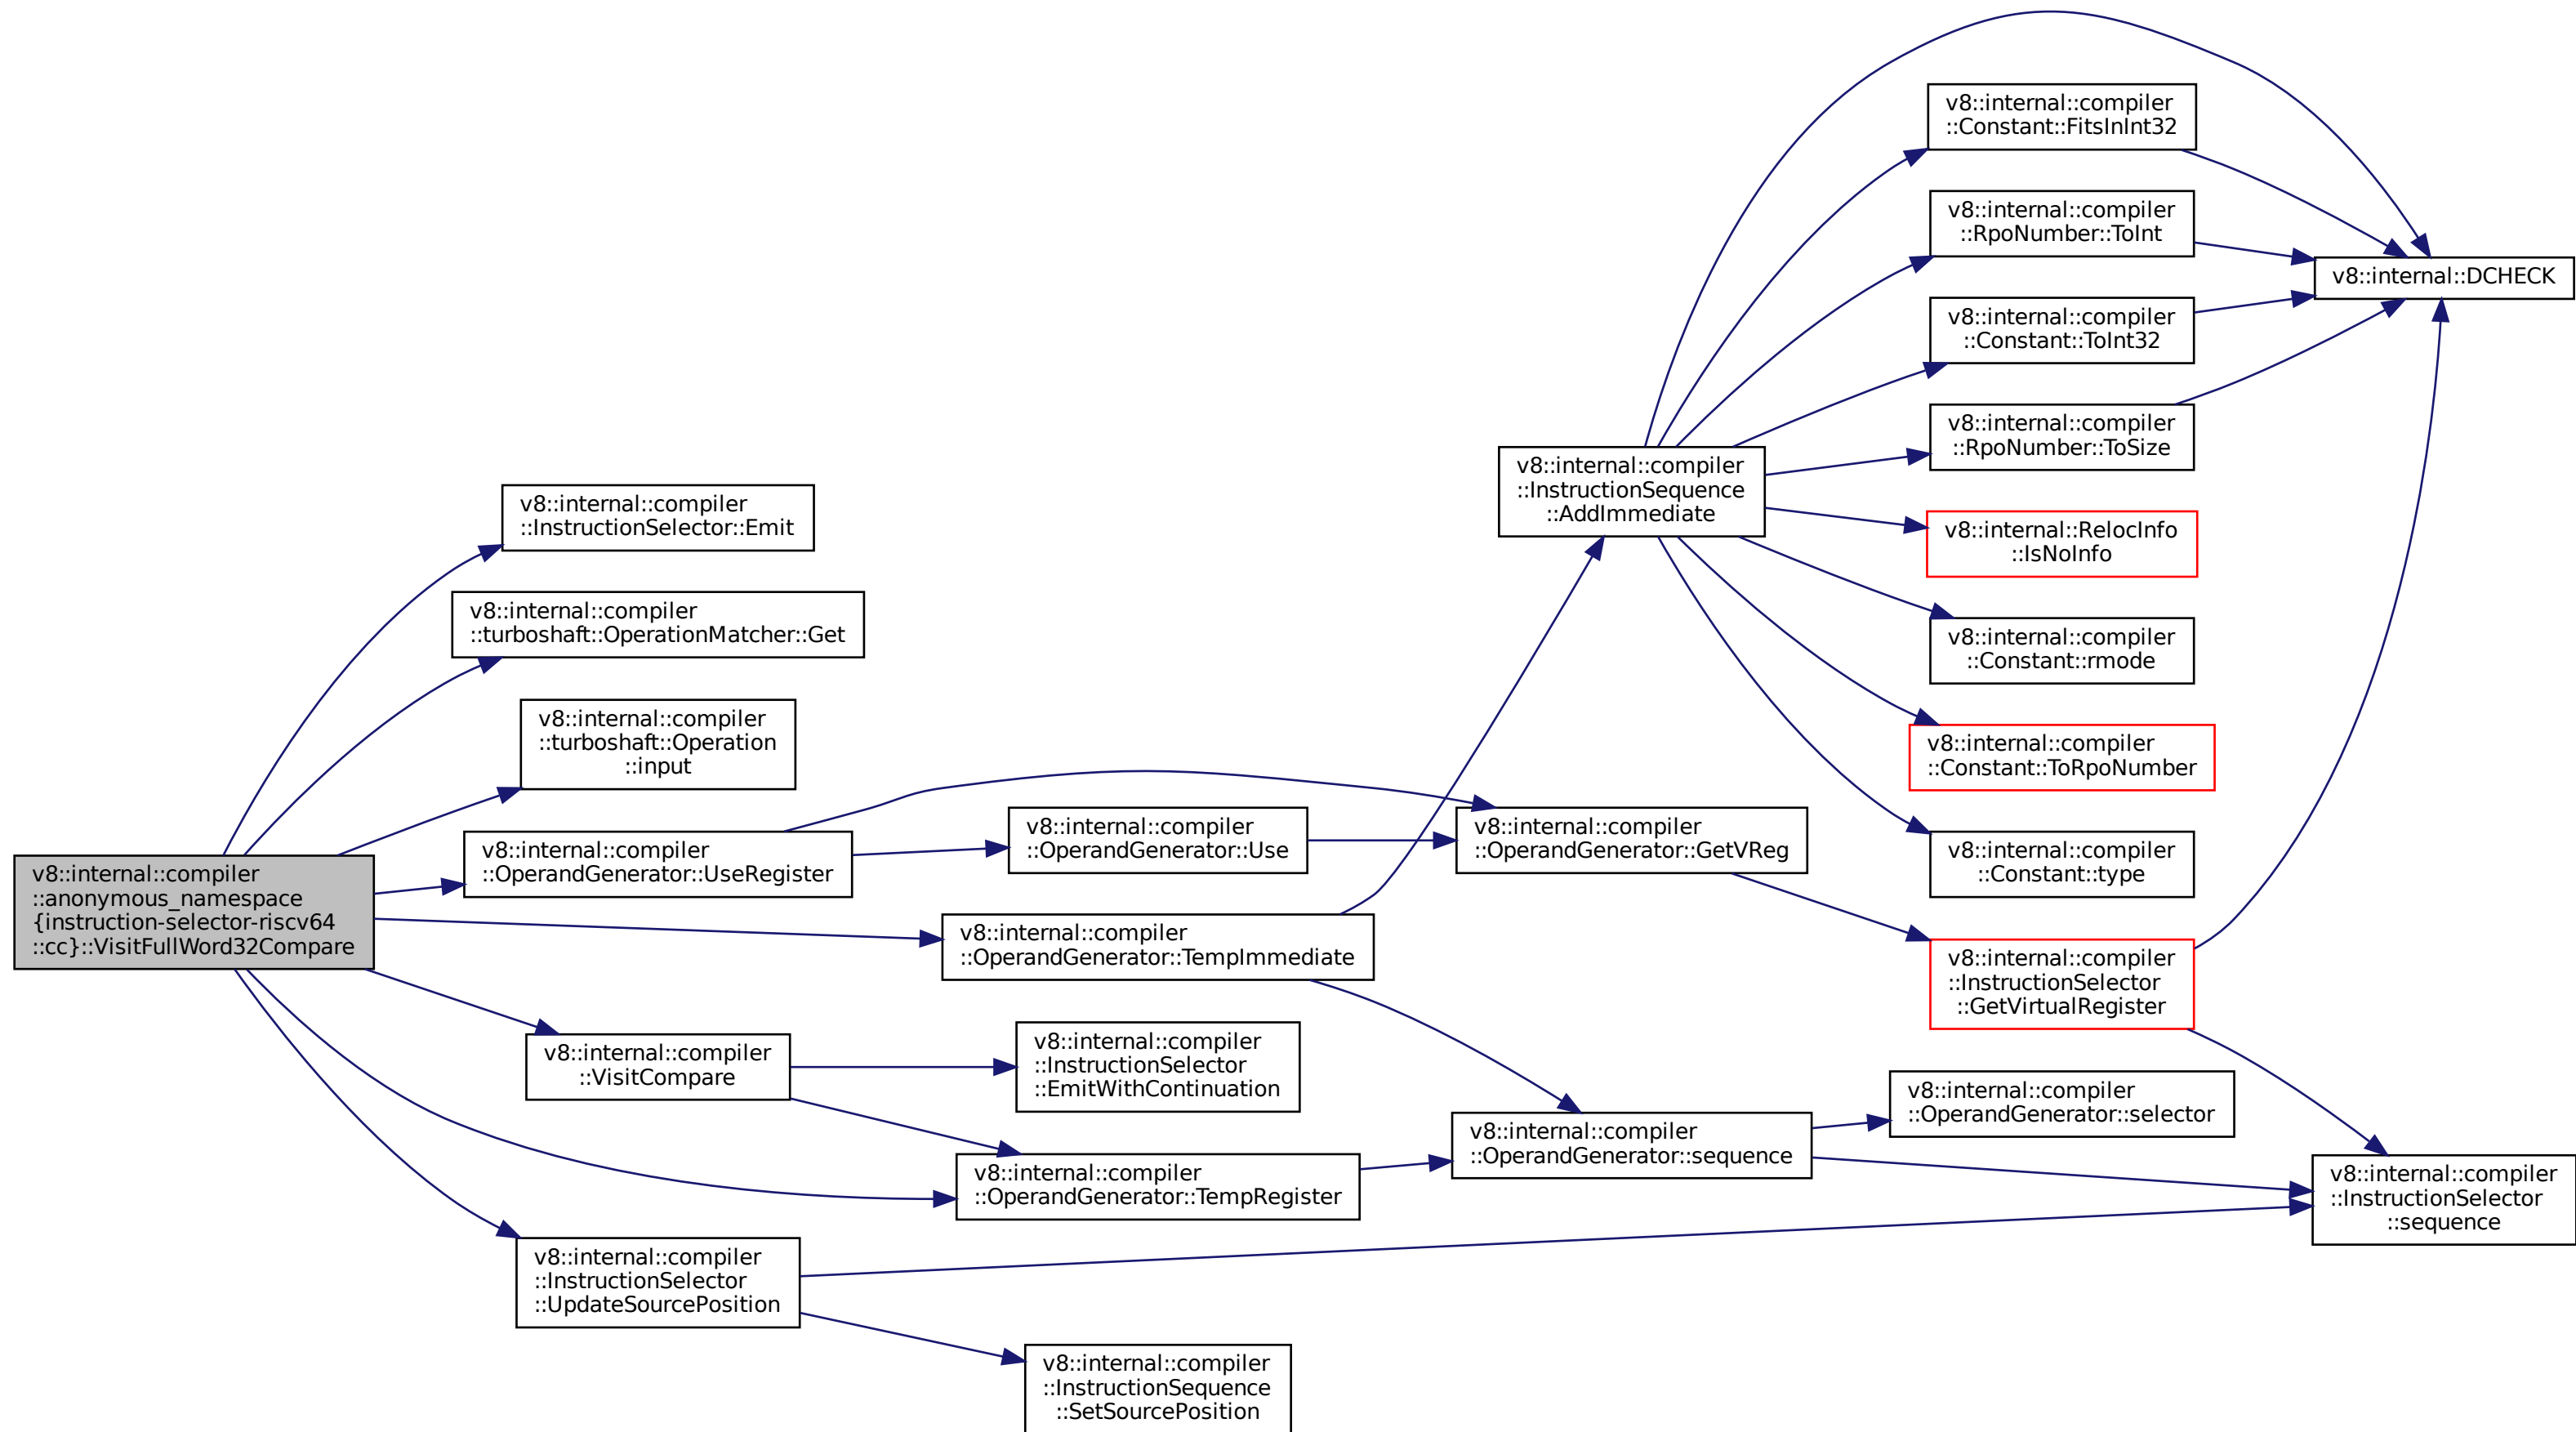 v8::internal::compiler
::anonymous_namespace
{instruction-selector-riscv64
::cc}::VisitFullWord32Compare
v8::internal::compiler
::InstructionSelector::Emit
v8::internal::compiler
::turboshaft::OperationMatcher::Get
v8::internal::compiler
::turboshaft::Operation
::input
v8::internal::compiler
::OperandGenerator::UseRegister
v8::internal::compiler
::OperandGenerator::Use
v8::internal::compiler
::OperandGenerator::GetVReg
v8::internal::compiler
::OperandGenerator::TempImmediate
v8::internal::compiler
::VisitCompare
v8::internal::compiler
::InstructionSelector
::EmitWithContinuation
v8::internal::compiler
::OperandGenerator::TempRegister
v8::internal::compiler
::InstructionSelector
::UpdateSourcePosition
v8::internal::compiler
::InstructionSequence
::SetSourcePosition
v8::internal::compiler
::InstructionSequence
::AddImmediate
v8::internal::compiler
::OperandGenerator::sequence
v8::internal::compiler
::Constant::FitsInInt32
v8::internal::compiler
::RpoNumber::ToInt
v8::internal::compiler
::Constant::ToInt32
v8::internal::compiler
::RpoNumber::ToSize
v8::internal::RelocInfo
::IsNoInfo
v8::internal::compiler
::Constant::rmode
v8::internal::compiler
::Constant::ToRpoNumber
v8::internal::compiler
::Constant::type
v8::internal::compiler
::InstructionSelector
::GetVirtualRegister
v8::internal::compiler
::OperandGenerator::selector
v8::internal::DCHECK
v8::internal::compiler
::InstructionSelector
::sequence